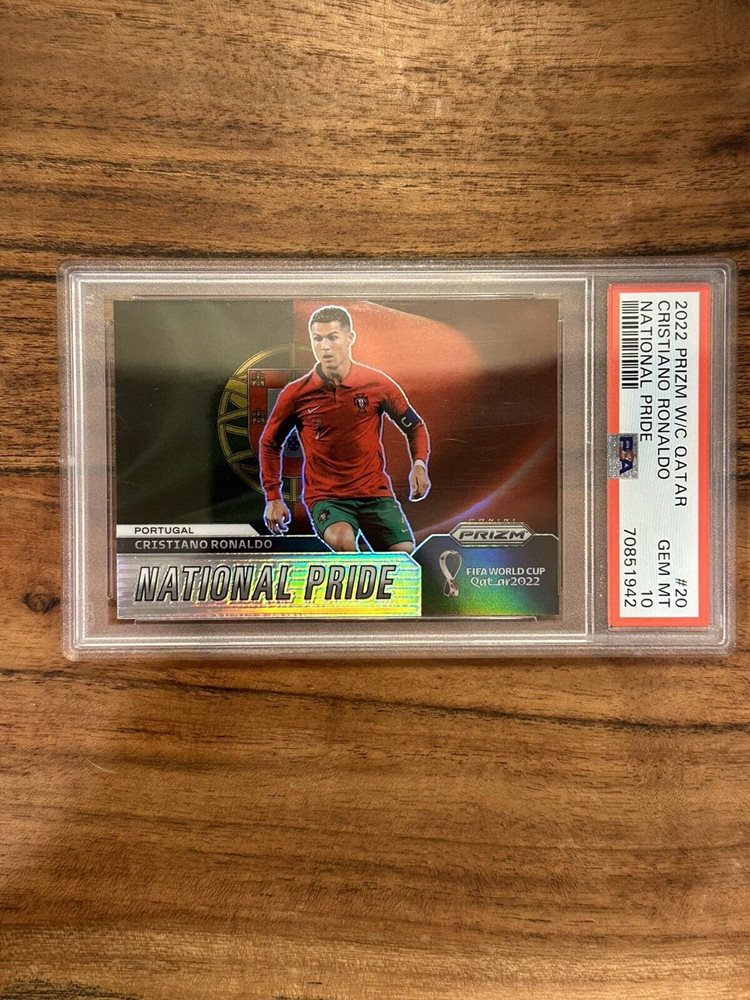 PORTUGAL
CRISTIANO RONALDO
NATIONAL PRIDE
PANINI
PRIZM
FIFA WORLD CUP
Qatar2022
2022 PRIZM W/C QATAR #20
CRISTIANO RONALDO GEM MT
NATIONAL PRIDE 10
PSA
70851942